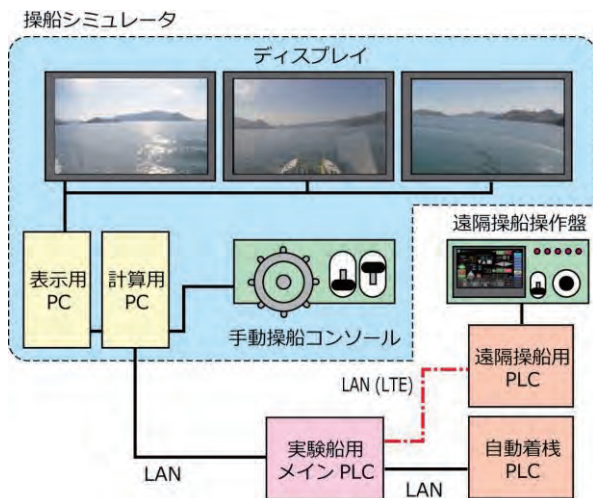 操船シミュレータ
ディスプレイ
遠隔操船操作盤
表示用
PC
計算用
PC
手動操船コンソール
遠隔操船用
PLC
LAN (LTE)
実験船用
メイン PLC
自動着桟
PLC
LAN
LAN